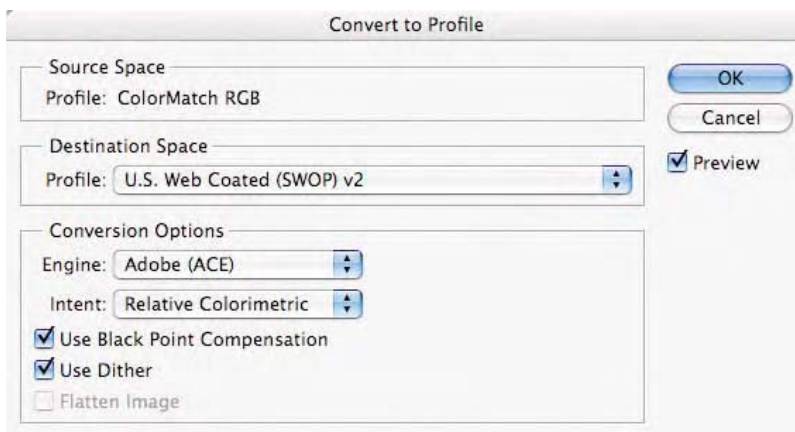 Convert to Profile
Source Space
Profile: ColorMatch RGB
Destination Space
Profile: U.S. Web Coated (SWOP) v2
Conversion Options
Engine: Adobe (ACE)
Intent: Relative Colorimetric
Use Black Point Compensation
Use Dither
Flatten Image
OK
Cancel
Preview